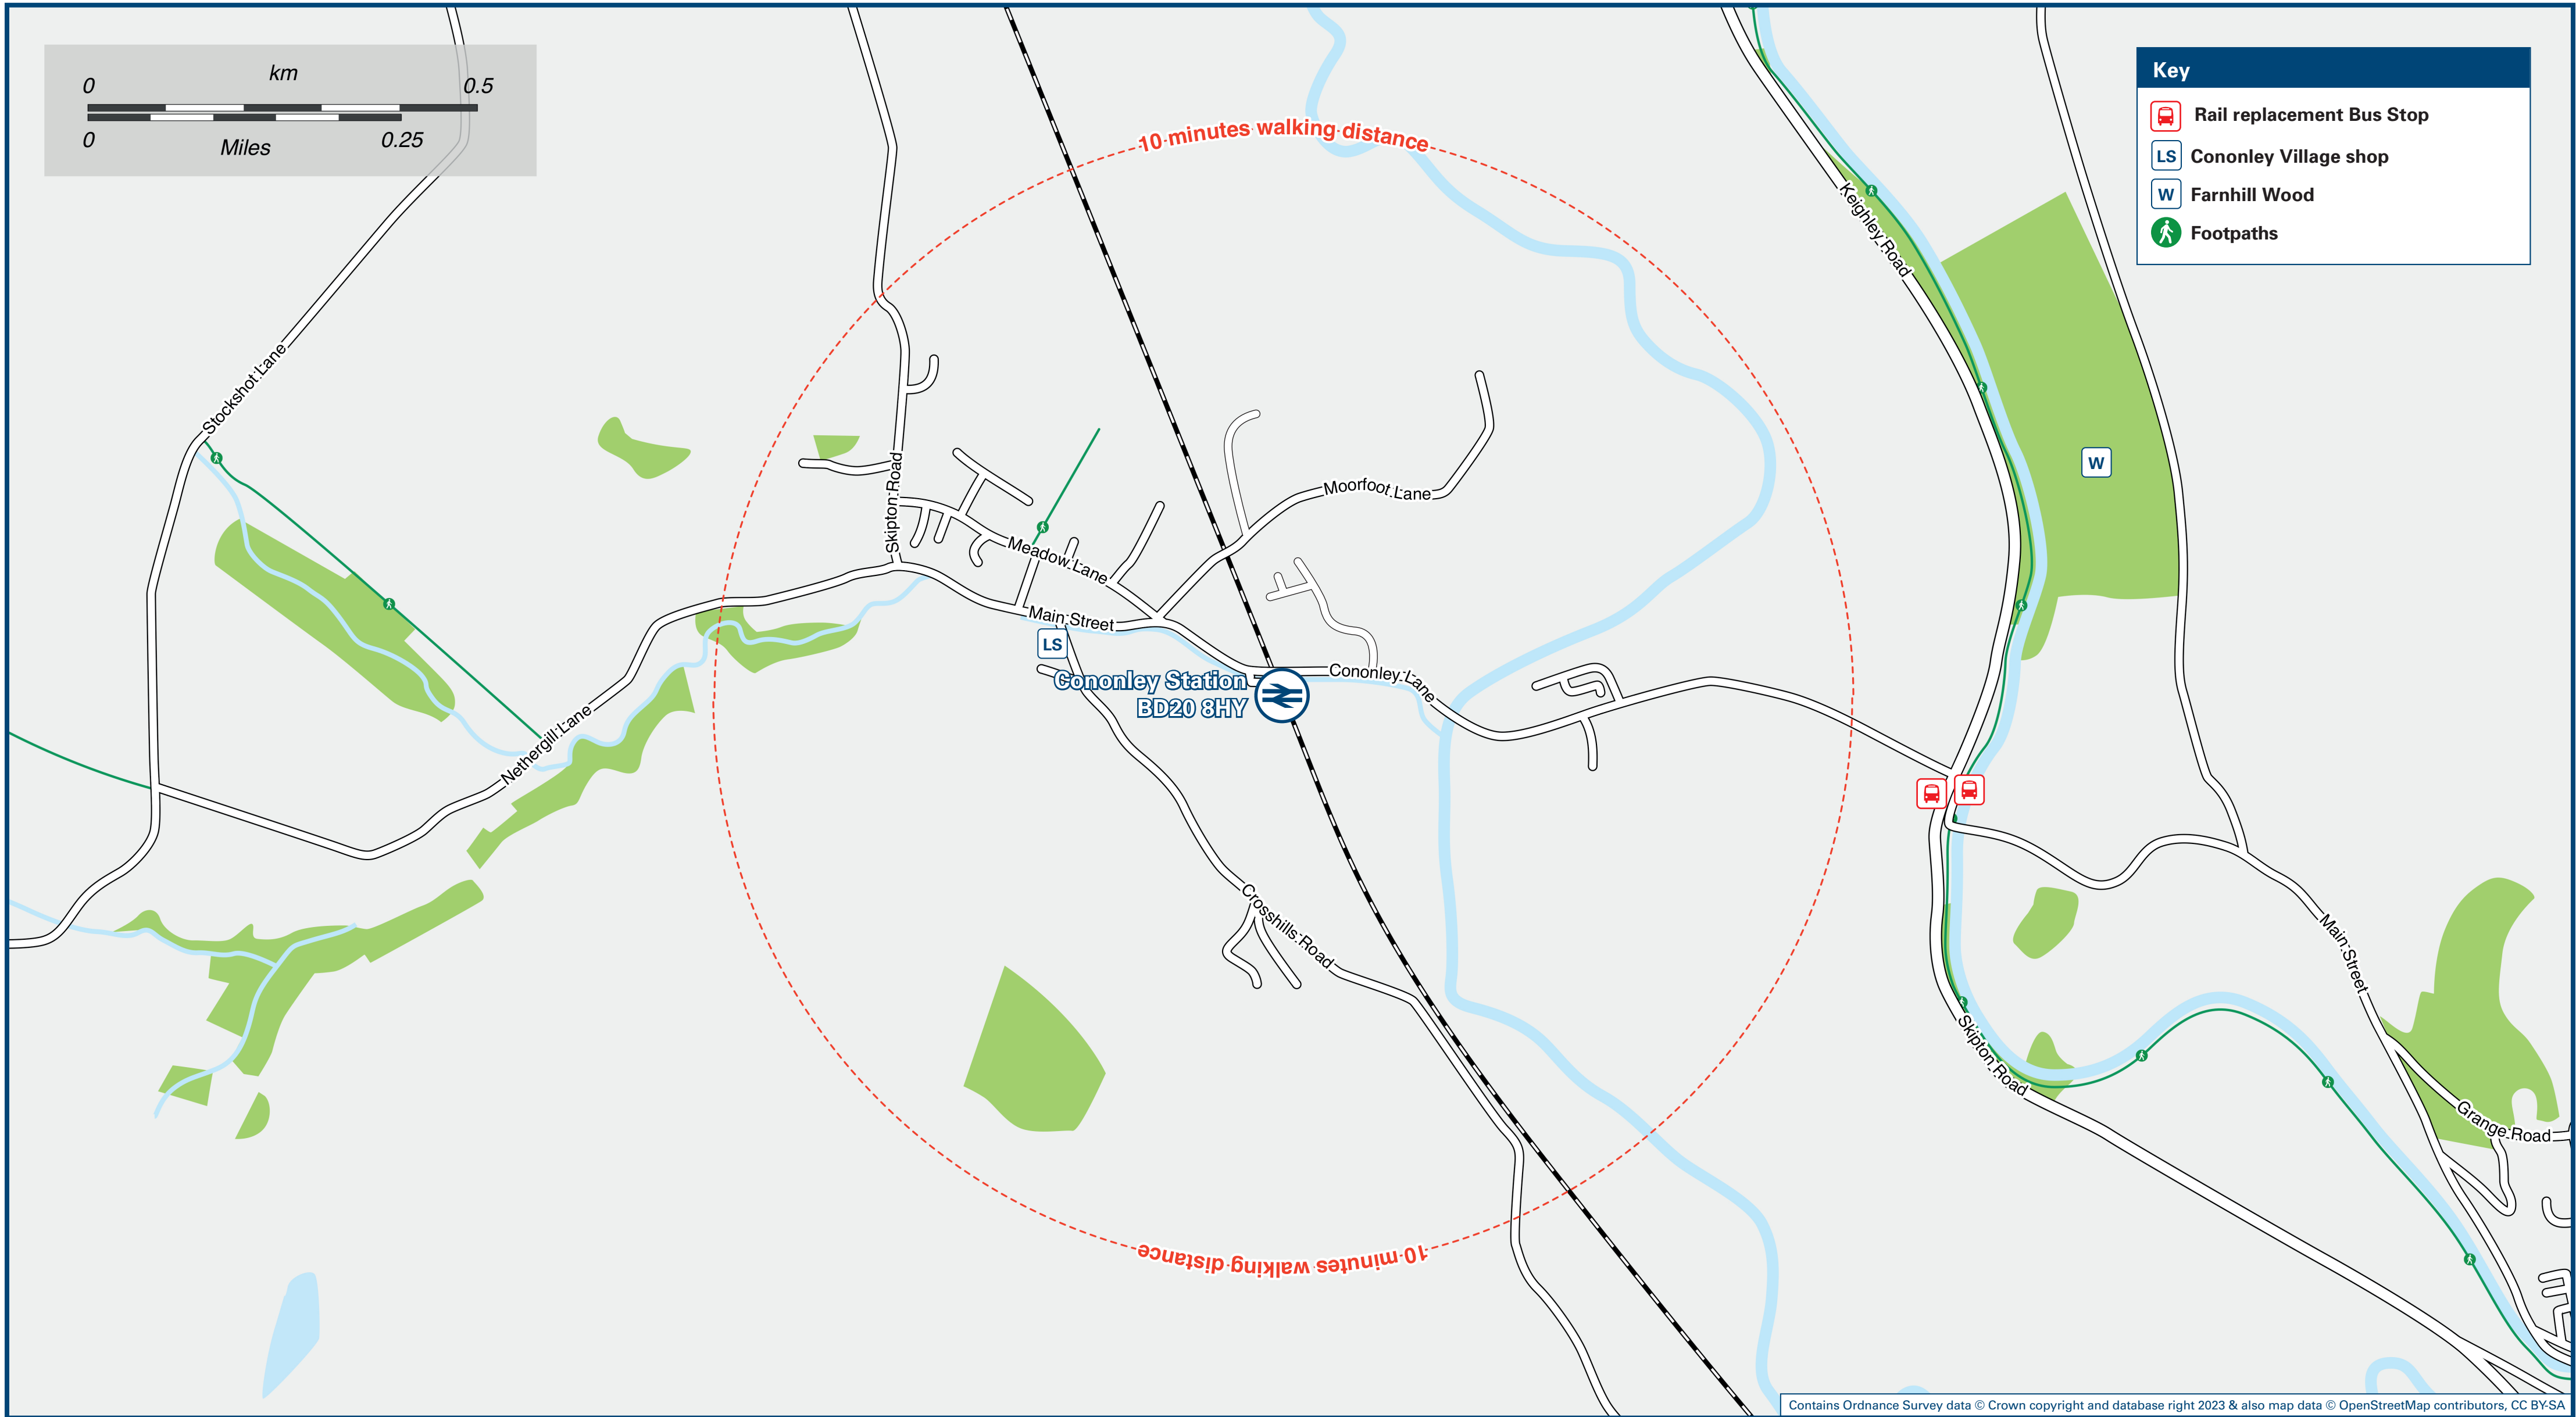 km
0 0.5
0 0.25
Miles
Key
Rail replacement Bus Stop
LS Cononley Village shop
W Farnhill Wood
Footpaths
10 minutes walking distance
Keighley Road
Stockshot Lane
W
Skipton Road
Moorfoot Lane
Meadow Lane
Main Street
LS
Cononley Station
BD20 8HY
Cononley Lane
Nethergill Lane
Crosshills Road
Main Street
Skipton Road
Grange Road
10 minutes walking distance
Contains Ordnance Survey data © Crown copyright and database right 2023 & also map data © OpenStreetMap contributors, CC BY-SA